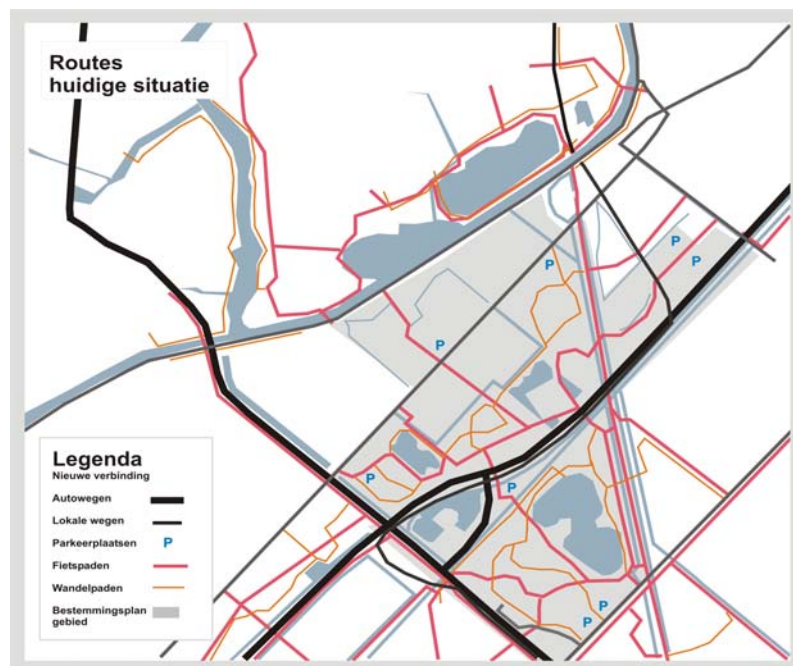 Routes
huidige situatie
P
P
P
P
P
P
P
P
Legenda
Nieuwe verbinding
Autowegen
Lokale wegen
Parkeerplaatsen P
Fietspaden
Wandelpaden
Bestemmingsplan
gebied